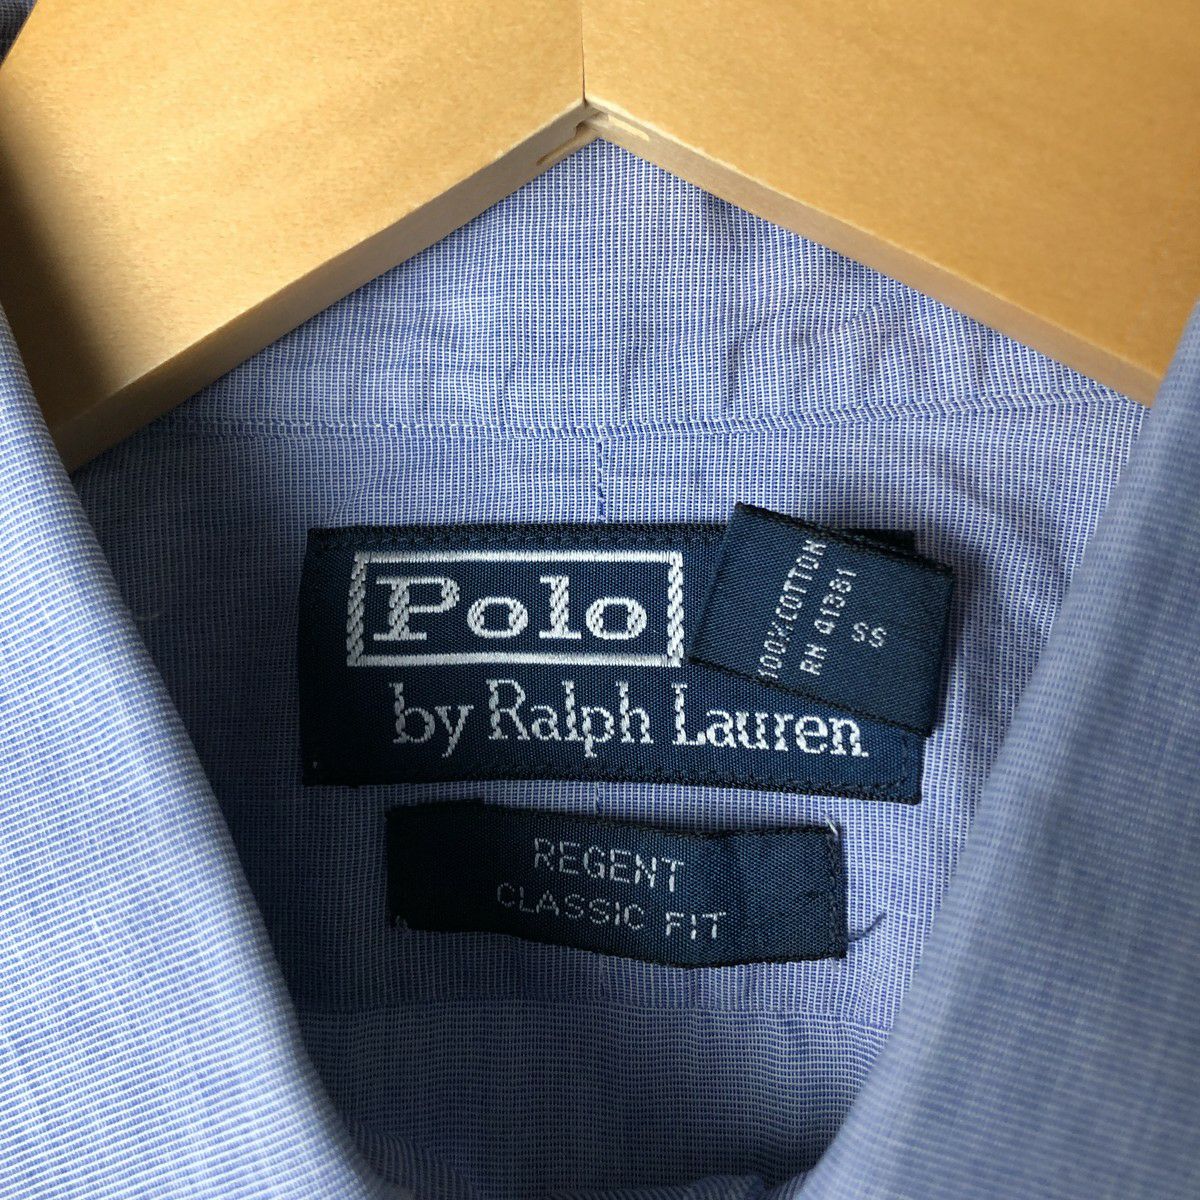 Polo
by Ralph Lauren
100%COTTON
RN 41381
SS
REGENT
CLASSIC FIT